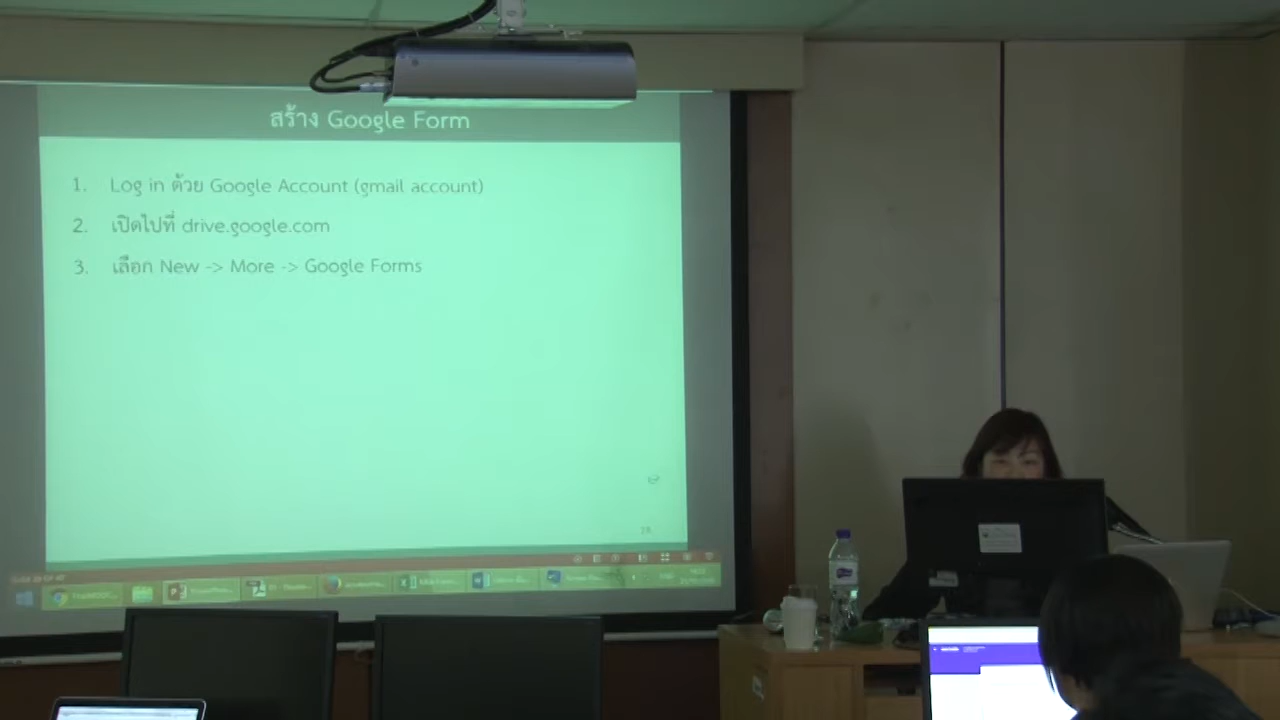 สร้าง Google Form
1. Log in ด้วย Google Account (gmail account)
2. เปิดไปที่ drive.google.com
3. เลือก New -> More -> Google Forms